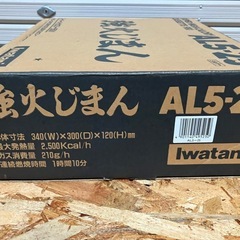 強火じまん
AL5-2
体寸法 340(W)×300(D)×120(H)mm
最大発熱量 2,500kcal/h
ガス消費量 210g/h
連続燃焼時間 1時間10分
Iwatan